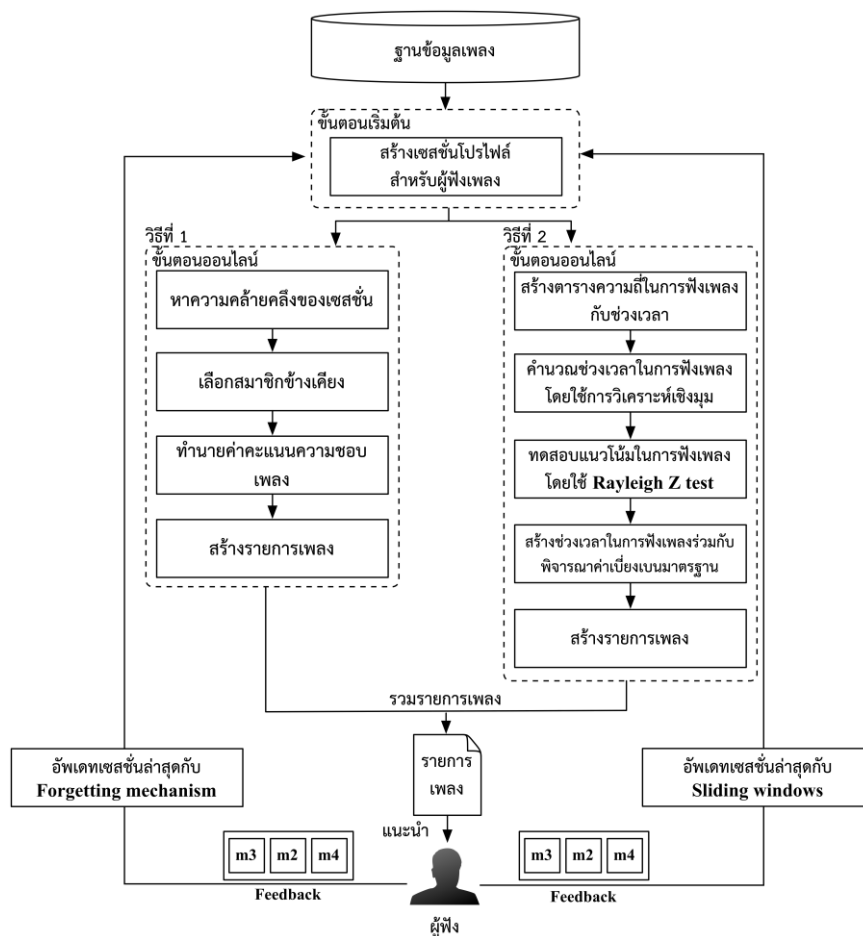 ฐานข้อมูลเพลง
ขั้นตอนเริ่มต้น
สร้างเซสชั่นโปรไฟล์
สำหรับผู้ฟังเพลง
วิธีที่ 1
ขั้นตอนออนไลน์
หาความคล้ายคลึงของเซสชั่น
เลือกสมาชิกข้างเคียง
ทำนายค่าคะแนนความชอบ
เพลง
สร้างรายการเพลง
วิธีที่ 2
ขั้นตอนออนไลน์
สร้างตารางความถี่ในการฟังเพลง
กับช่วงเวลา
คำนวณช่วงเวลาในการฟังเพลง
โดยใช้การวิเคราะห์เชิงมุม
ทดสอบแนวโน้มในการฟังเพลง
โดยใช้ Rayleigh Z test
สร้างช่วงเวลาในการฟังเพลงร่วมกับ
พิจารณาค่าเบี่ยงเบนมาตรฐาน
สร้างรายการเพลง
รวมรายการเพลง
รายการ
เพลง
แนะนำ
อัพเดทเซสชั่นล่าสุดกับ
Forgetting mechanism
อัพเดทเซสชั่นล่าสุดกับ
Sliding windows
m3 m2 m4
Feedback
m3 m2 m4
Feedback
ผู้ฟัง